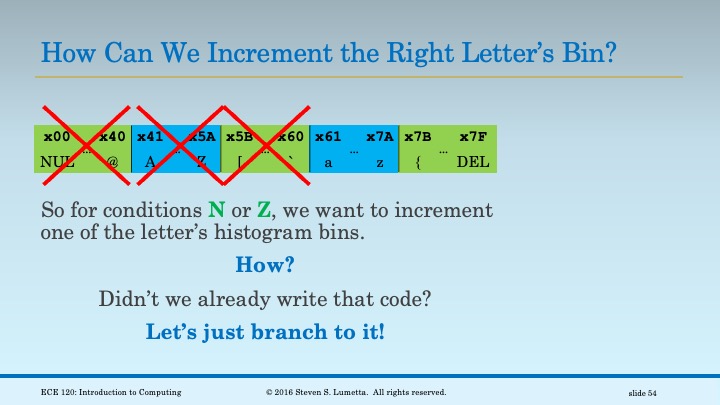 How Can We Increment the Right Letter's Bin?
x00 x40 x41 x5A x5B x60 x61 x7A x7B x7F
... ... ... ... ...
NUL @ A Z [ ` a z { DEL
So for conditions N or Z, we want to increment
one of the letter's histogram bins.
How?
Didn't we already write that code?
Let's just branch to it!
ECE 120: Introduction to Computing © 2016 Steven S. Lumetta. All rights reserved. slide 54